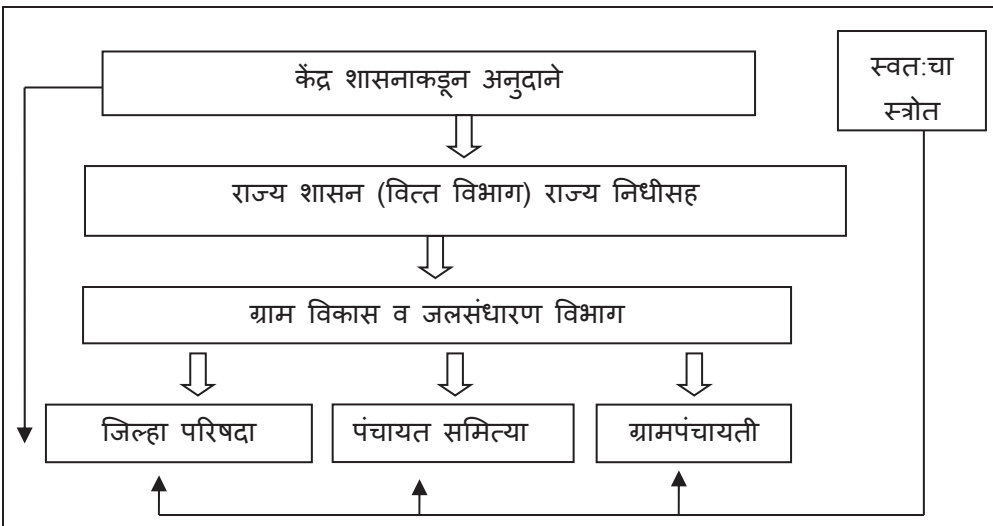 केंद्र शासनाकडून अनुदाने
स्वत:चा
स्त्रोत
राज्य शासन (वित्त विभाग) राज्य निधीसह
ग्राम विकास व जलसंधारण विभाग
जिल्हा परिषदा
पंचायत समित्या
ग्रामपंचायती